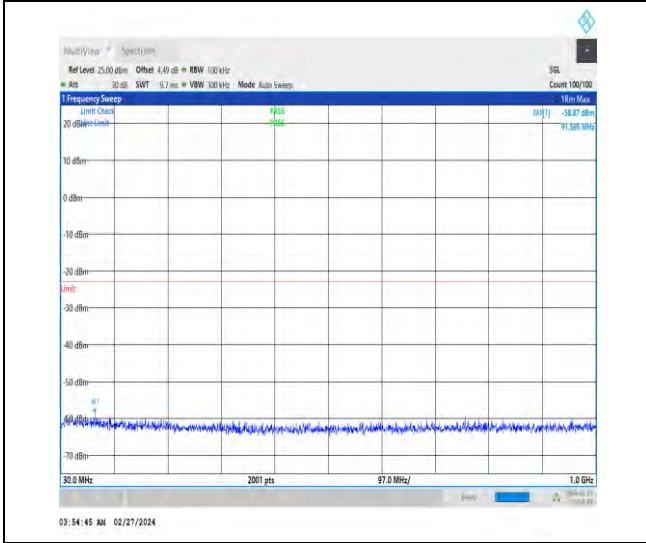 MultiView Spectrum
Ref Level 25.00 dBm Offset 4.49 dB RBW 100 kHz SGL
Att 30 dB SWT 9.7 ms VBW 300 kHz Mode Auto Sweep Count 100/100
1 Frequency Sweep 1Rm Max
Limit Check PASS M1[1] -58.87 dBm
20 dBm Line Limit PASS 91.585 MHz
10 dBm
0 dBm
-10 dBm
-20 dBm
Limit
-30 dBm
-40 dBm
-50 dBm
M1
-60 dBm
-70 dBm
30.0 MHz 2001 pts 97.0 MHz/ 1.0 GHz
03:54:45 AM 02/27/2024